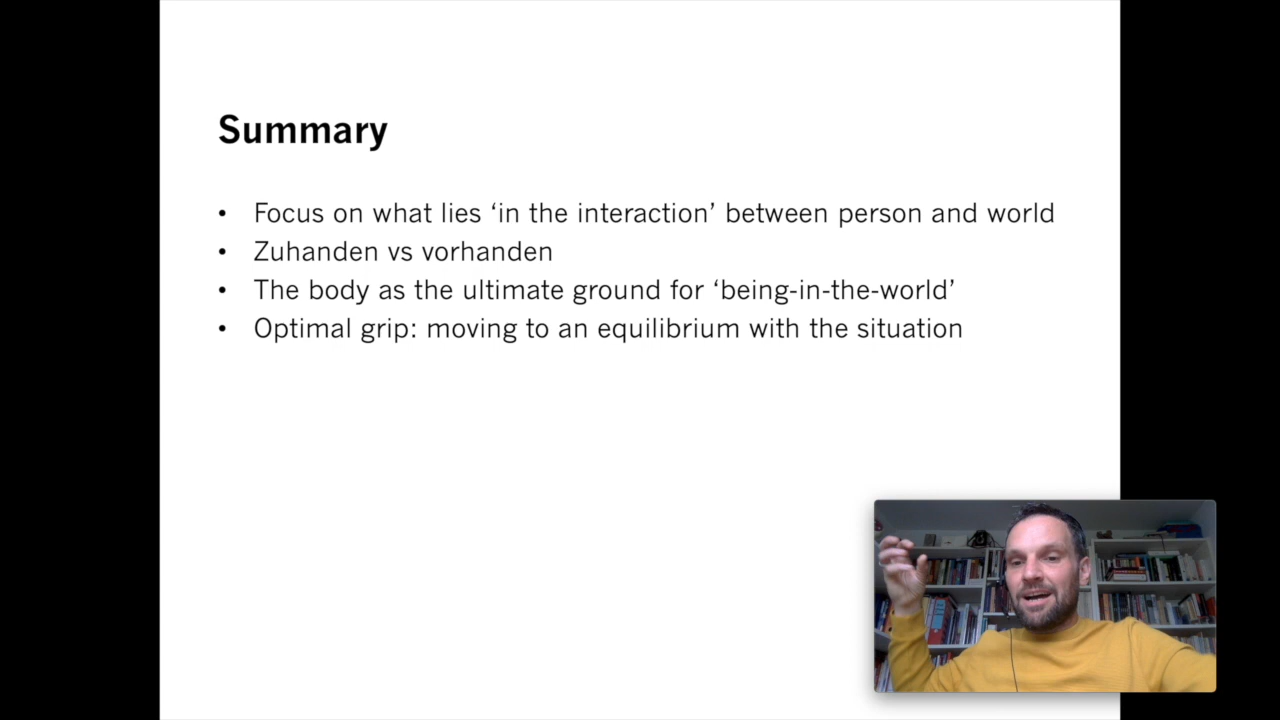 Summary
• Focus on what lies ‘in the interaction’ between person and world
• Zuhanden vs vorhanden
• The body as the ultimate ground for ‘being-in-the-world’
• Optimal grip: moving to an equilibrium with the situation